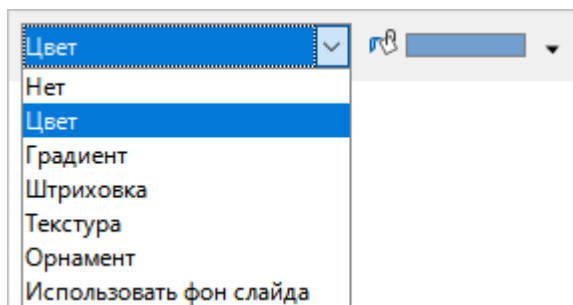 Цвет
Нет
Цвет
Градиент
Штриховка
Текстура
Орнамент
Использовать фон слайда